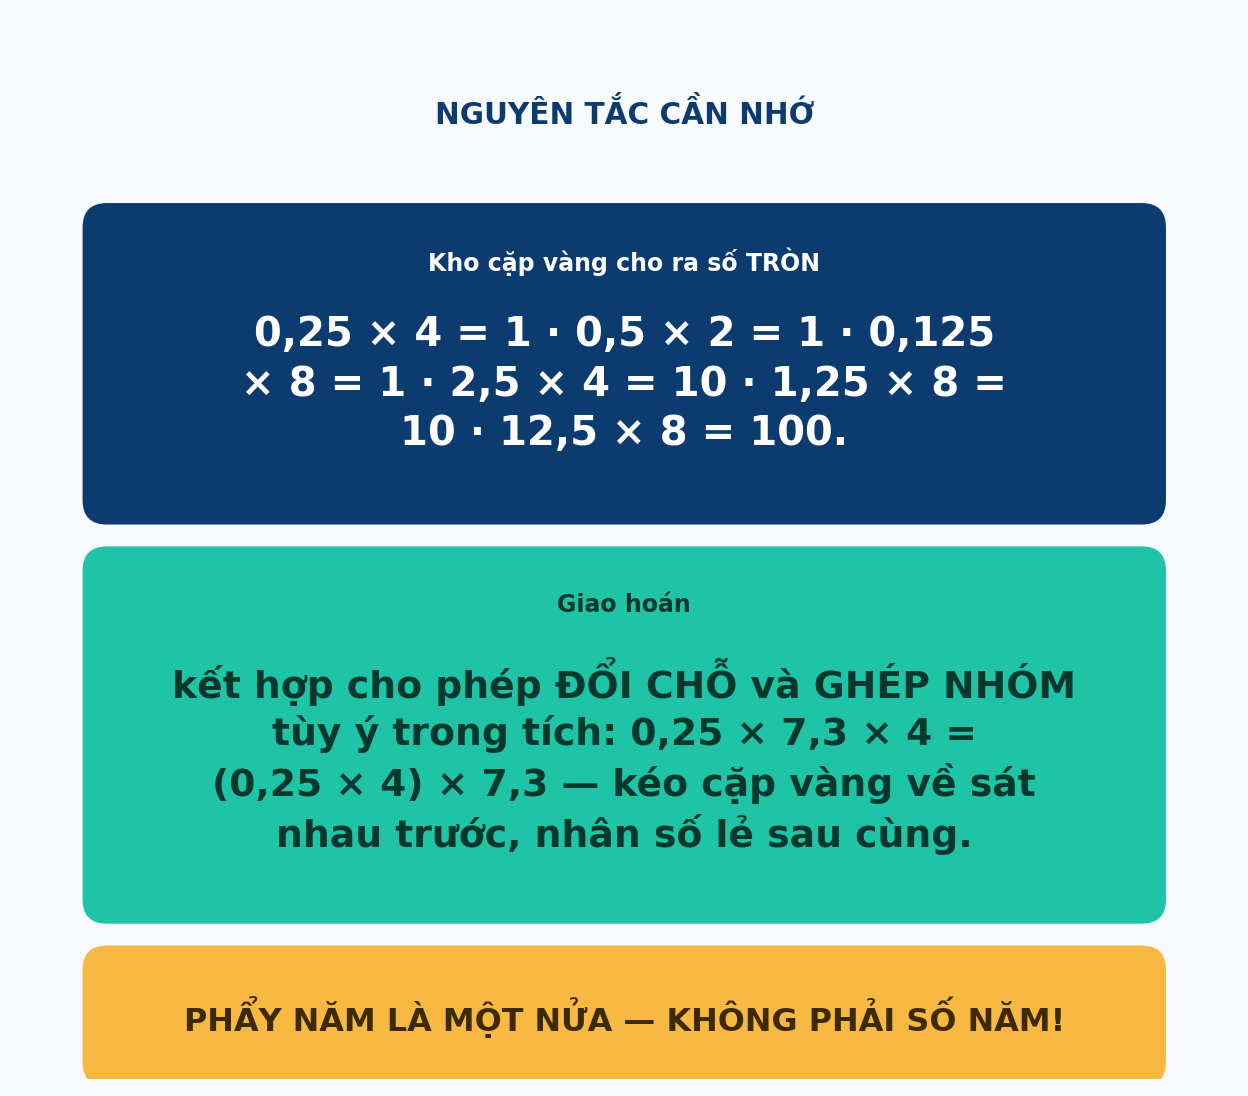 NGUYÊN TẮC CẦN NHỚ
Kho cặp vàng cho ra số TRÒN
0,25 × 4 = 1 · 0,5 × 2 = 1 · 0,125
× 8 = 1 · 2,5 × 4 = 10 · 1,25 × 8 =
10 · 12,5 × 8 = 100.
Giao hoán
kết hợp cho phép ĐỔI CHỖ và GHÉP NHÓM
tùy ý trong tích: 0,25 × 7,3 × 4 =
(0,25 × 4) × 7,3 — kéo cặp vàng về sát
nhau trước, nhân số lẻ sau cùng.
PHẨY NĂM LÀ MỘT NỬA — KHÔNG PHẢI SỐ NĂM!